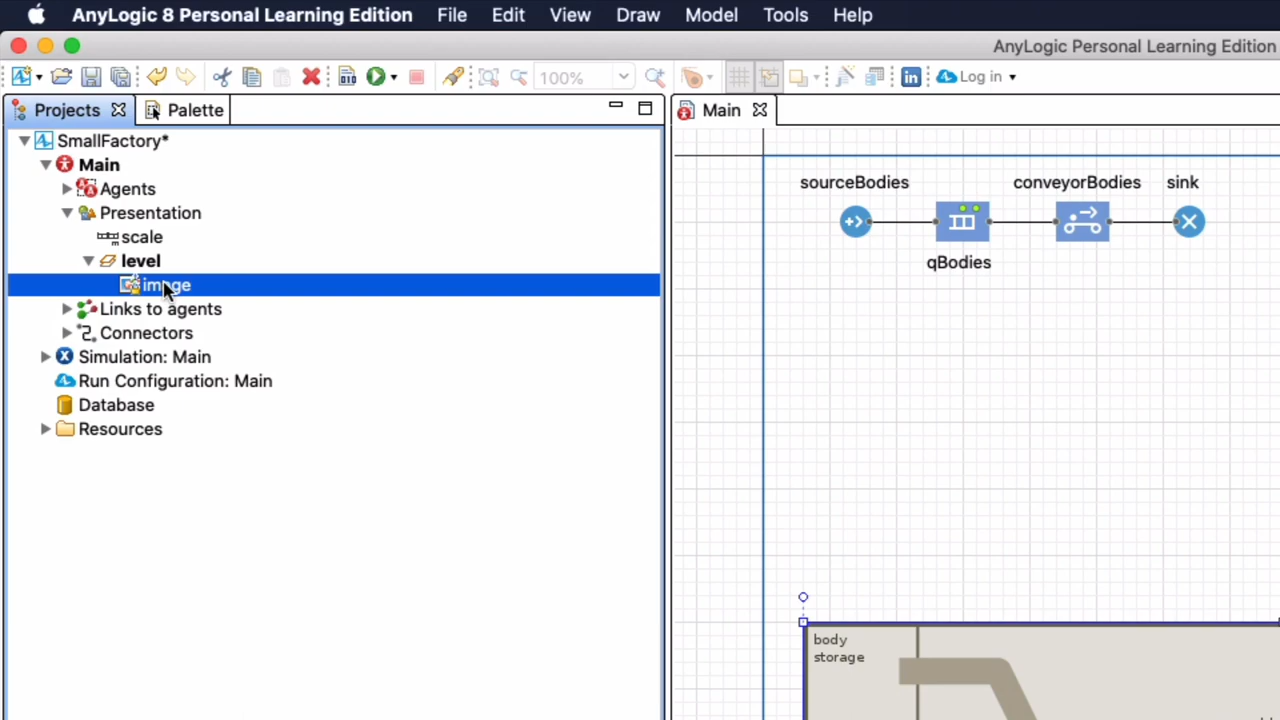 AnyLogic 8 Personal Learning Edition File Edit View Draw Model Tools Help
AnyLogic Personal Learning Edition
100% in Log in
Projects Palette Main
SmallFactory*
Main
Agents
Presentation
scale
level
image
Links to agents
Connectors
Simulation: Main
Run Configuration: Main
Database
Resources
sourceBodies conveyorBodies sink
qBodies
body
storage